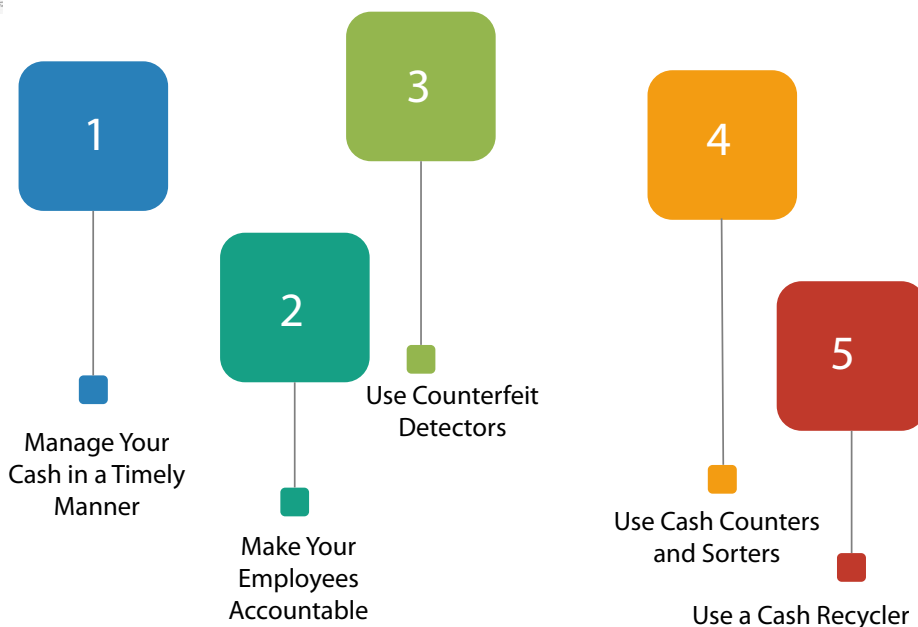 1
Manage Your
Cash in a Timely
Manner
2
Make Your
Employees
Accountable
3
Use Counterfeit
Detectors
4
Use Cash Counters
and Sorters
5
Use a Cash Recycler